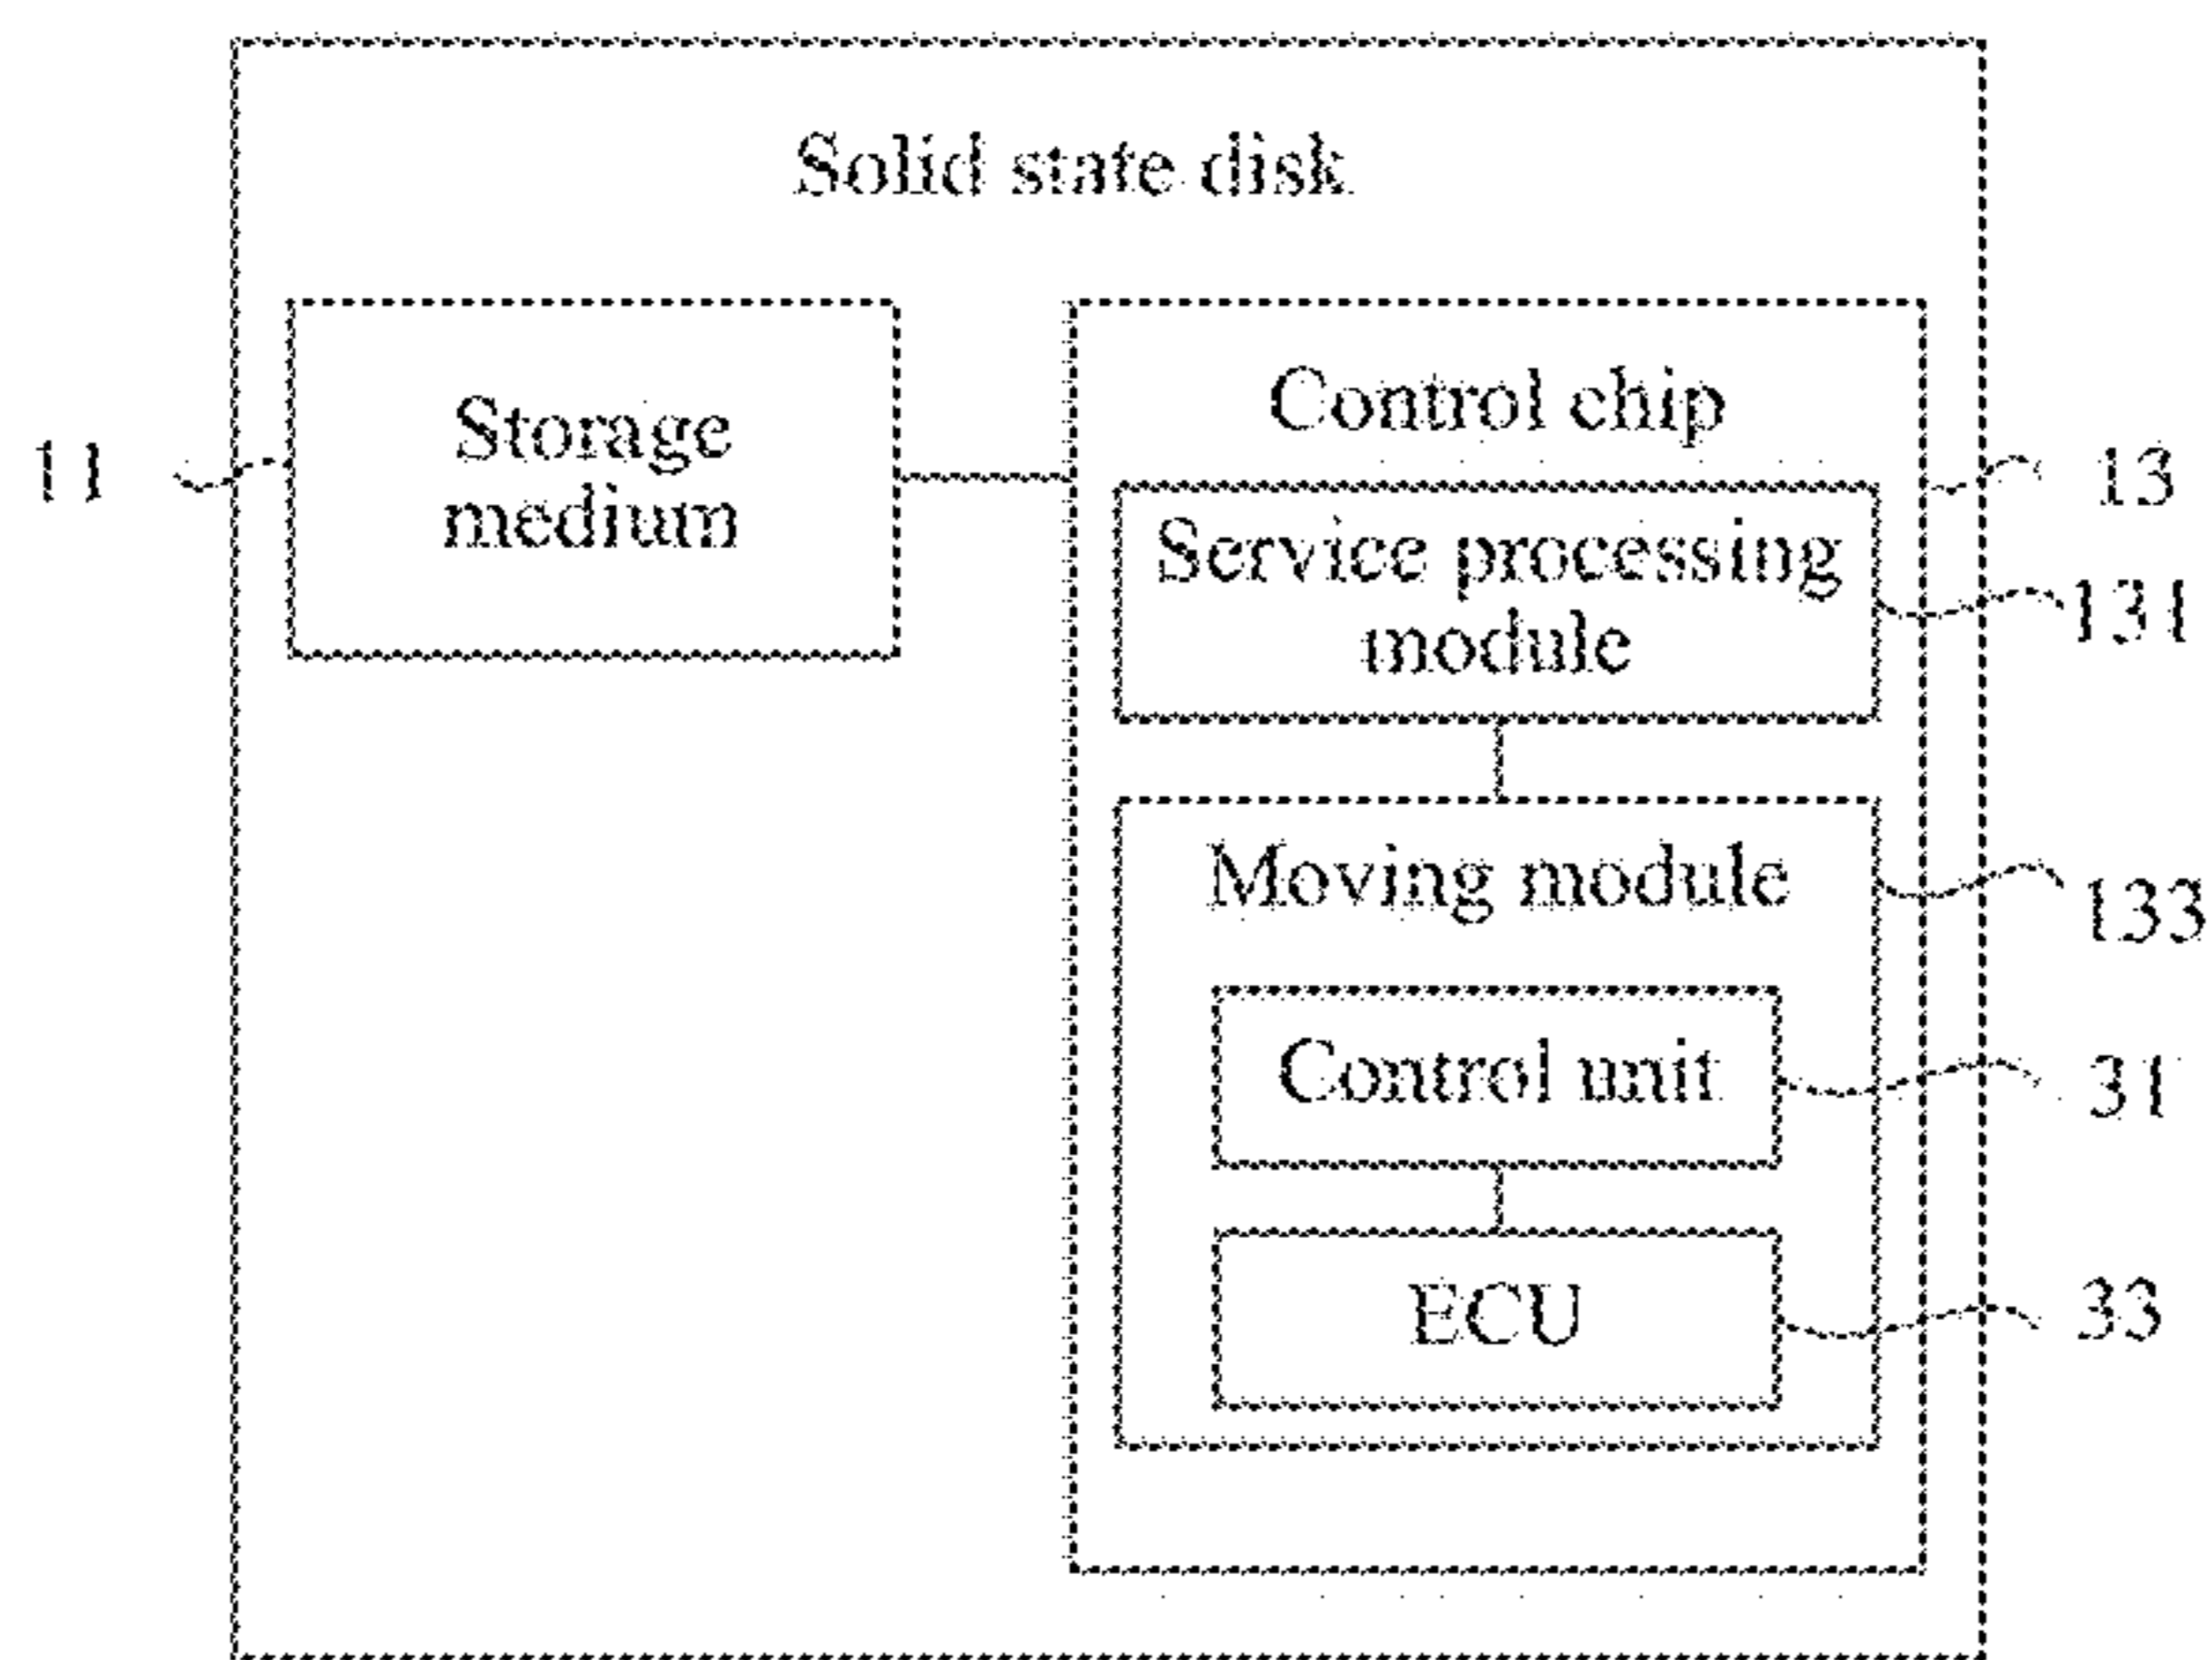 Solid state disk
Storage
medium
11
Control chip
13
Service processing
module
131
Moving module
133
Control unit
31
ECU
33